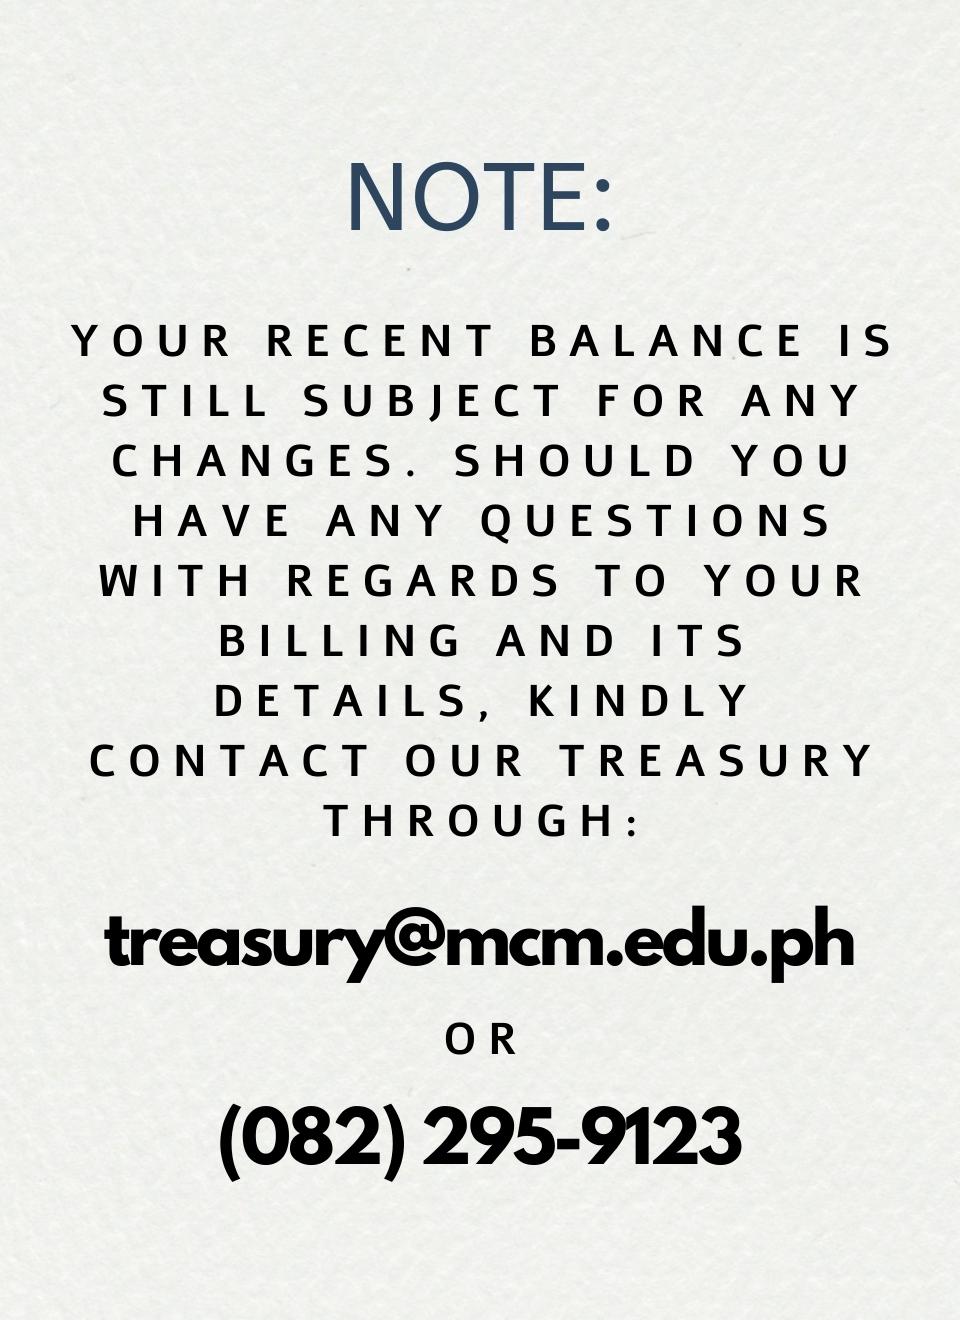 NOTE:
YOUR RECENT BALANCE IS
STILL SUBJECT FOR ANY
CHANGES. SHOULD YOU
HAVE ANY QUESTIONS
WITH REGARDS TO YOUR
BILLING AND ITS
DETAILS, KINDLY
CONTACT OUR TREASURY
THROUGH:
treasury@mcm.edu.ph
OR
(082) 295-9123